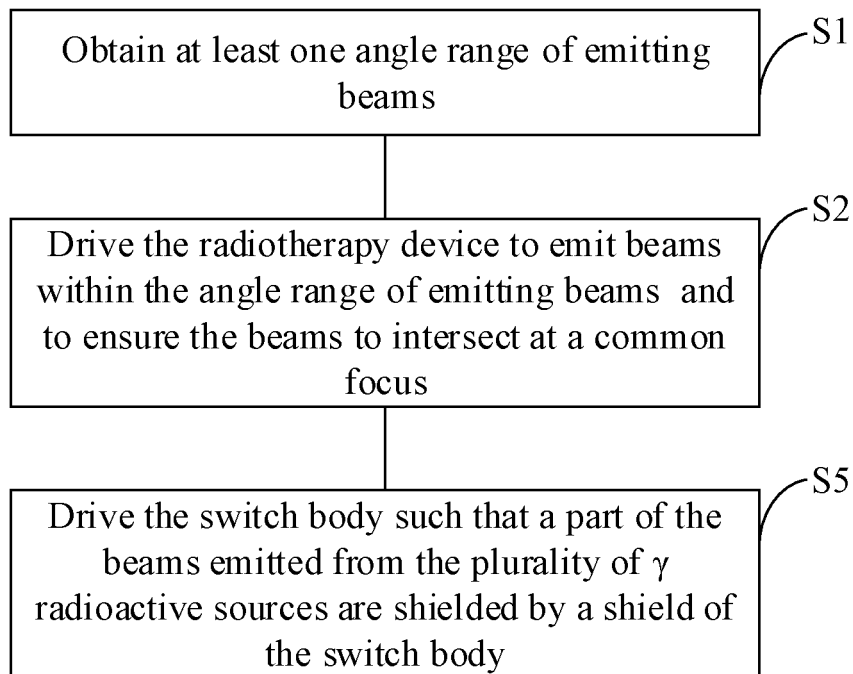 S1
Obtain at least one angle range of emitting
beams
S2
Drive the radiotherapy device to emit beams
within the angle range of emitting beams and
to ensure the beams to intersect at a common
focus
S5
Drive the switch body such that a part of the
beams emitted from the plurality of γ
radioactive sources are shielded by a shield of
the switch body